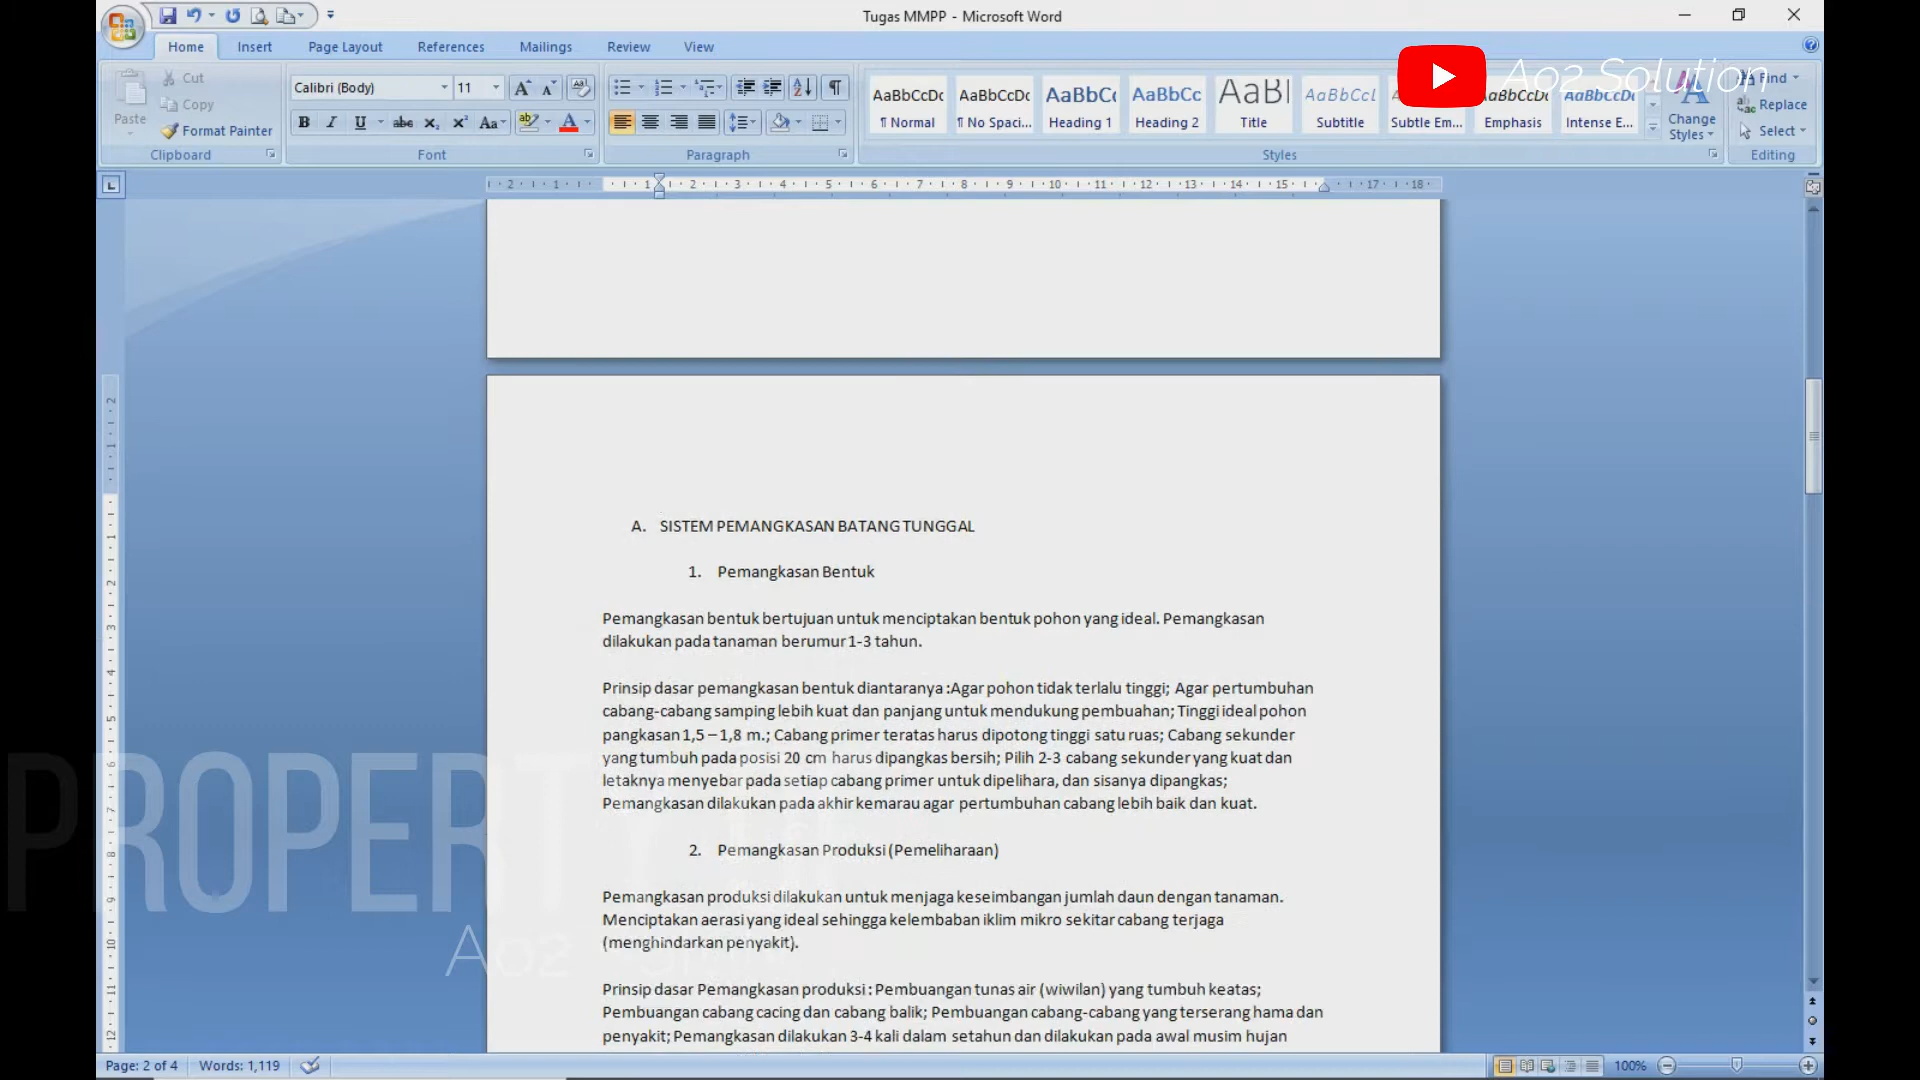 Tugas MMPP - Microsoft Word
Home Insert Page Layout References Mailings Review View
Ao2 Solution
Paste
Cut
Copy
Format Painter
Clipboard
Calibri (Body) 11
Font
Paragraph
AaBbCcDc AaBbCcDc AaBbCc AaBbCc AaBl AaBbCcl AaBbCcDc AaBbCcDc
¶ Normal ¶ No Spaci... Heading 1 Heading 2 Title Subtitle Subtle Em... Emphasis Intense E...
Change
Styles
Styles
Find
Replace
Select
Editing
A. SISTEM PEMANGKASAN BATANG TUNGGAL
1. Pemangkasan Bentuk
Pemangkasan bentuk bertujuan untuk menciptakan bentuk pohon yang ideal. Pemangkasan
dilakukan pada tanaman berumur 1-3 tahun.
Prinsip dasar pemangkasan bentuk diantaranya :Agar pohon tidak terlalu tinggi; Agar pertumbuhan
cabang-cabang samping lebih kuat dan panjang untuk mendukung pembuahan; Tinggi ideal pohon
pangkasan 1,5 – 1,8 m.; Cabang primer teratas harus dipotong tinggi satu ruas; Cabang sekunder
yang tumbuh pada posisi 20 cm harus dipangkas bersih; Pilih 2-3 cabang sekunder yang kuat dan
letaknya menyebar pada setiap cabang primer untuk dipelihara, dan sisanya dipangkas;
Pemangkasan dilakukan pada akhir kemarau agar pertumbuhan cabang lebih baik dan kuat.
2. Pemangkasan Produksi (Pemeliharaan)
Pemangkasan produksi dilakukan untuk menjaga keseimbangan jumlah daun dengan tanaman.
Menciptakan aerasi yang ideal sehingga kelembaban iklim mikro sekitar cabang terjaga
(menghindarkan penyakit).
Prinsip dasar Pemangkasan produksi : Pembuangan tunas air (wiwilan) yang tumbuh keatas;
Pembuangan cabang cacing dan cabang balik; Pembuangan cabang-cabang yang terserang hama dan
penyakit; Pemangkasan dilakukan 3-4 kali dalam setahun dan dilakukan pada awal musim hujan
PROPERTY
Ao2
Page: 2 of 4 Words: 1,119 100%